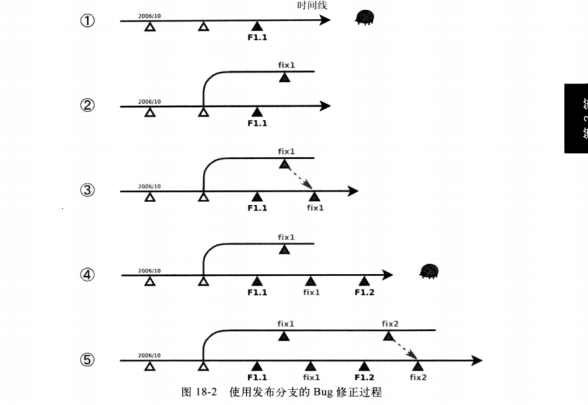 时间线
① 2006/10
F1.1
fix1
② 2006/10
F1.1
fix1
③ 2006/10
F1.1 fix1
fix1
④ 2006/10
F1.1 fix1 F1.2
fix1 fix2
⑤ 2006/10
F1.1 fix1 F1.2 fix2
图 18-2 使用发布分支的 Bug 修正过程